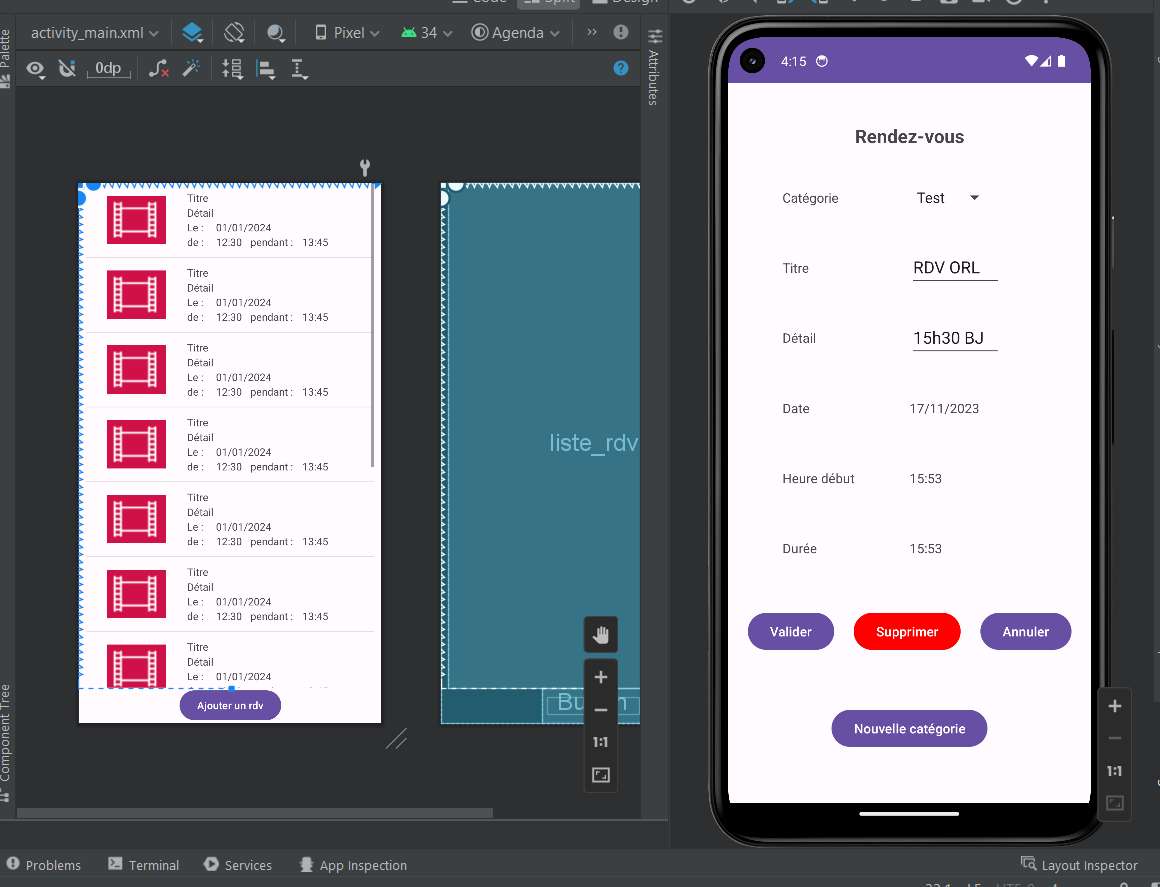 Code Split Design
activity_main.xml Pixel 34 Agenda
Palette
0dp
Attributes
Titre
Détail
Le : 01/01/2024
de : 12:30 pendant : 13:45
Titre
Détail
Le : 01/01/2024
de : 12:30 pendant : 13:45
Titre
Détail
Le : 01/01/2024
de : 12:30 pendant : 13:45
Titre
Détail
Le : 01/01/2024
de : 12:30 pendant : 13:45
Titre
Détail
Le : 01/01/2024
de : 12:30 pendant : 13:45
Titre
Détail
Le : 01/01/2024
de : 12:30 pendant : 13:45
Titre
Détail
Le : 01/01/2024
Ajouter un rdv
liste_rdv
1:1
Component Tree
4:15
Rendez-vous
Catégorie Test
Titre RDV ORL
Détail 15h30 BJ
Date 17/11/2023
Heure début 15:53
Durée 15:53
Valider Supprimer Annuler
Nouvelle catégorie
1:1
Problems Terminal Services App Inspection Layout Inspector